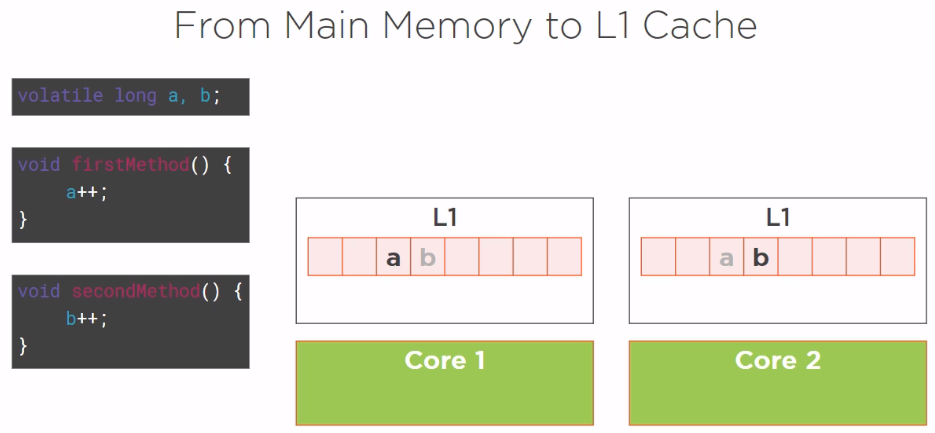 From Main Memory to L1 Cache
volatile long a, b;
void firstMethod() {
a++;
}
void secondMethod() {
b++;
}
L1
a b
Core 1
L1
a b
Core 2